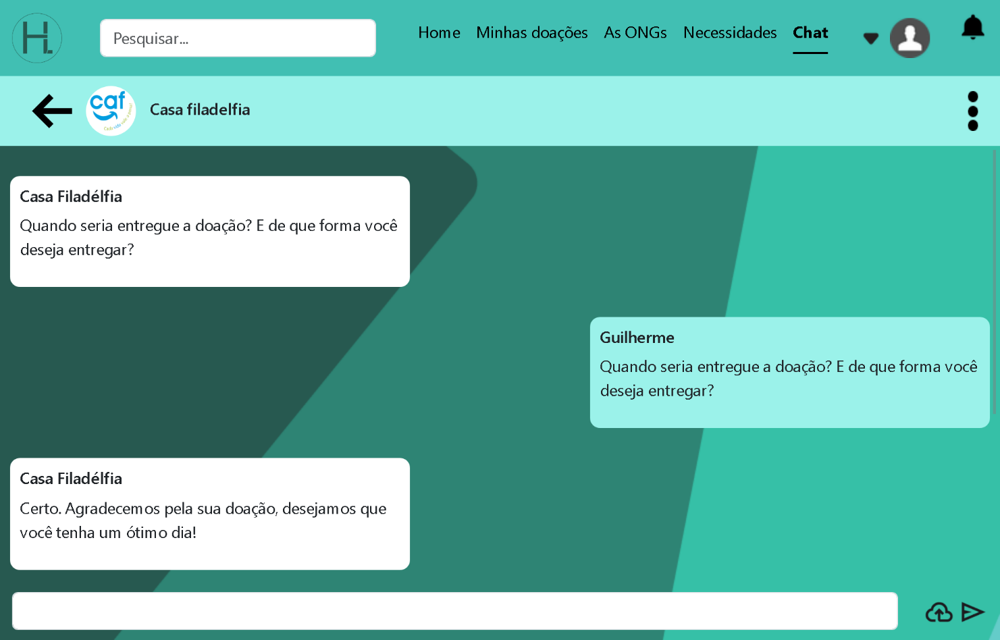 H.
Pesquisar...
Home Minhas doações As ONGs Necessidades Chat
caf
Casa filadelfia
Casa Filadélfia
Quando seria entregue a doação? E de que forma você
deseja entregar?
Guilherme
Quando seria entregue a doação? E de que forma você
deseja entregar?
Casa Filadélfia
Certo. Agradecemos pela sua doação, desejamos que
você tenha um ótimo dia!